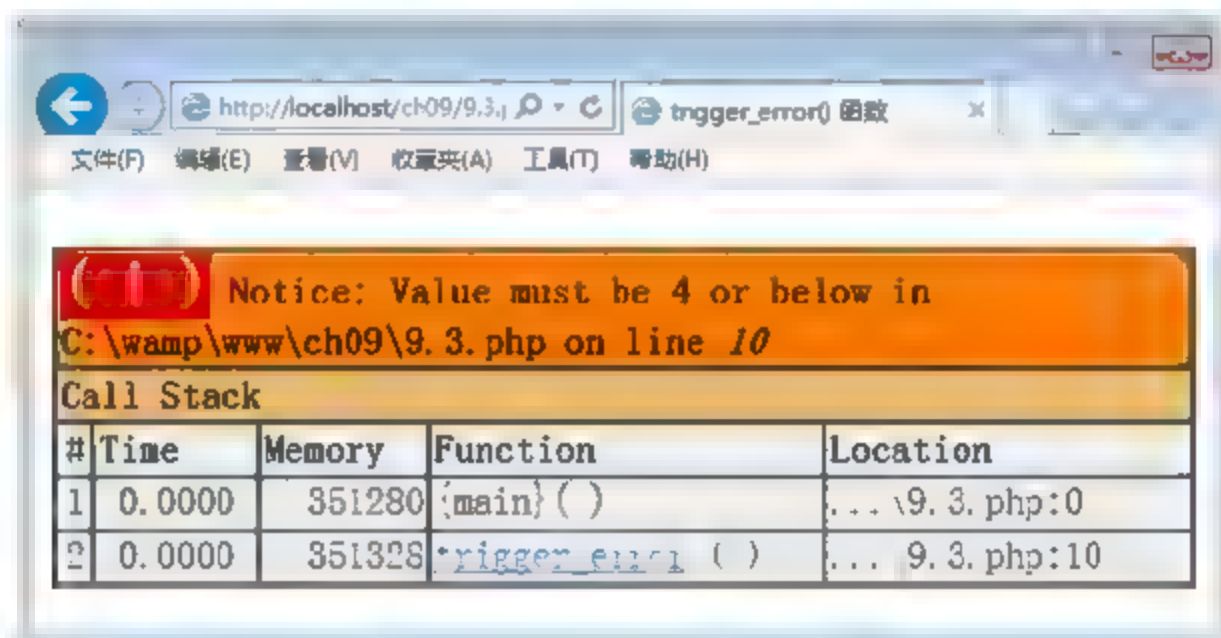 http://localhost/ch09/9.3.p trigger_error() 函数
文件(F) 编辑(E) 查看(V) 收藏夹(A) 工具(T) 帮助(H)
( ! ) Notice: Value must be 4 or below in
C:\wamp\www\ch09\9.3.php on line 10
Call Stack
# Time Memory Function Location
1 0.0000 351280 {main}( ) ...\9.3.php:0
2 0.0000 351328 trigger_error ( ) ... 9.3.php:10